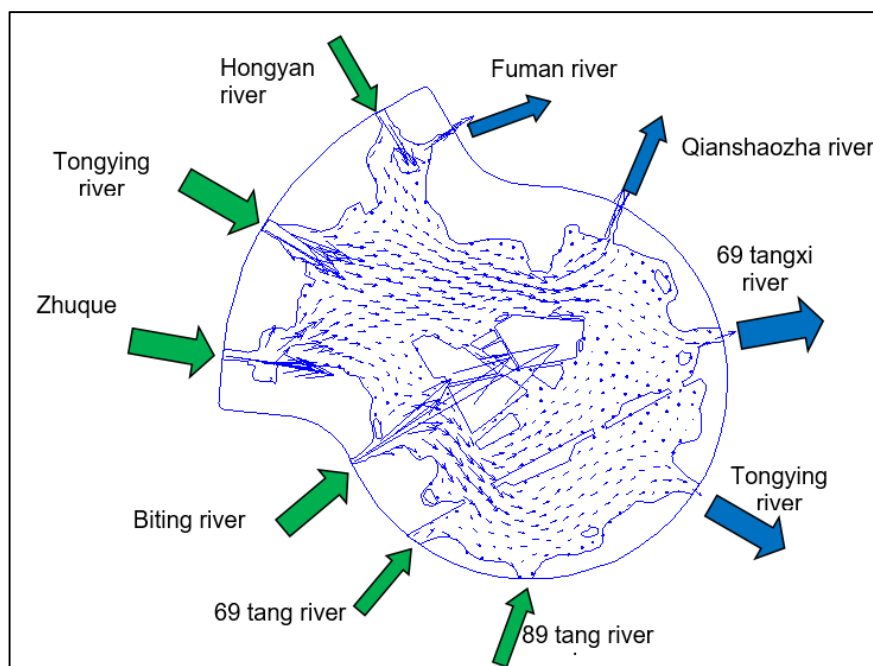 Hongyan
river
Fuman river
Qianshaozha river
Tongying
river
69 tangxi
river
Zhuque
Biting river
Tongying
river
69 tang river
89 tang river